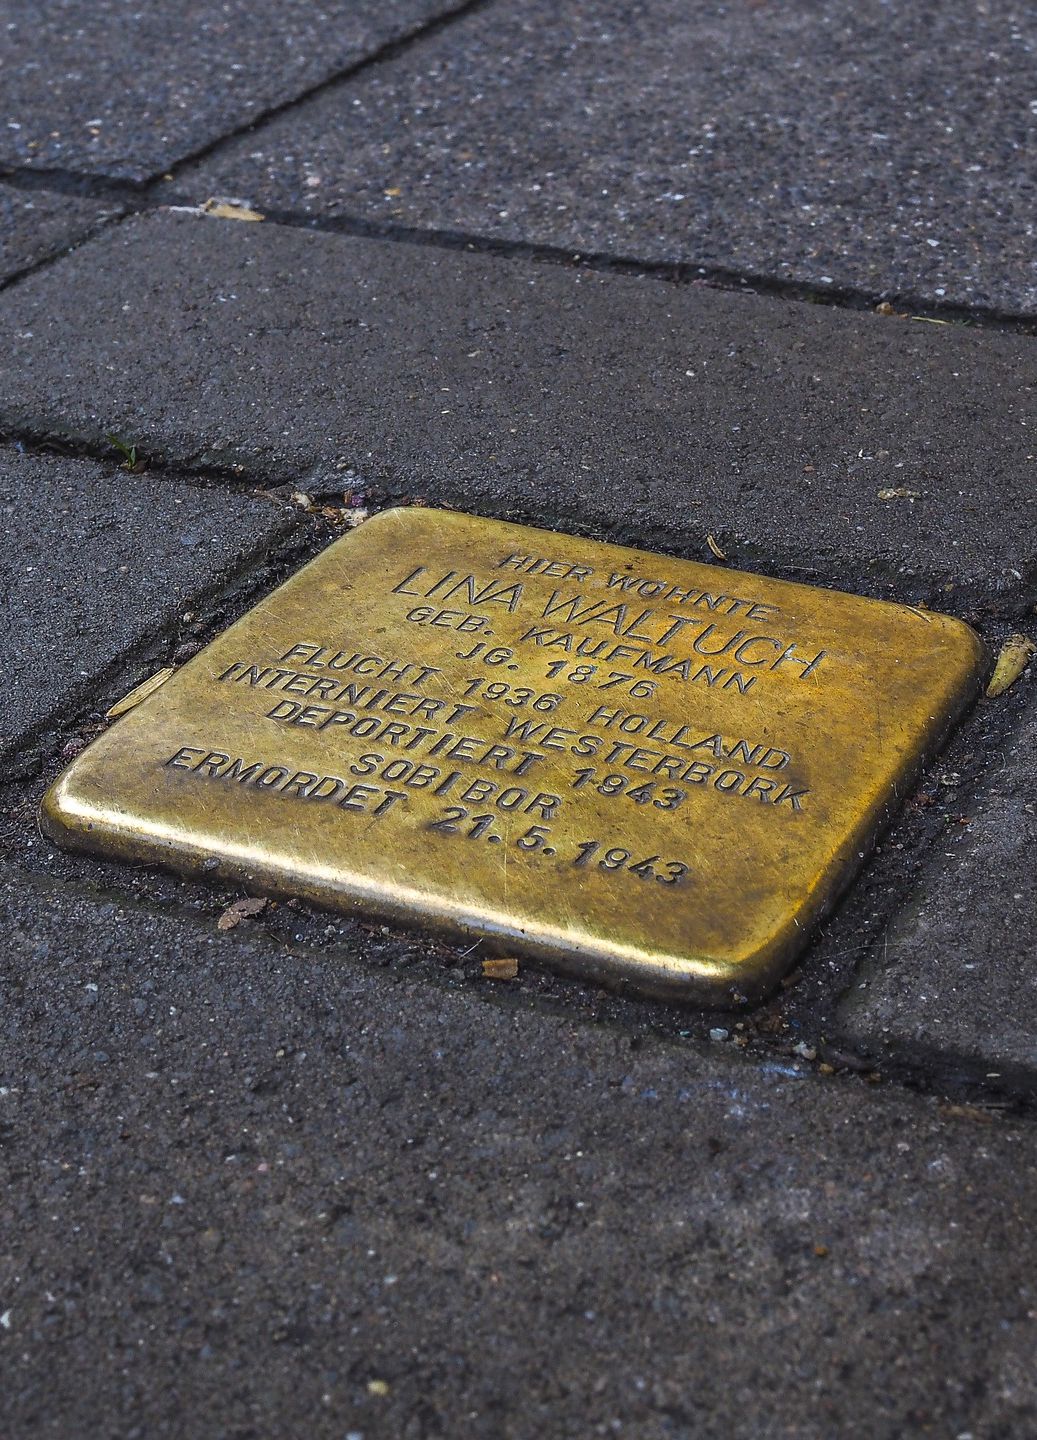 HIER WOHNTE
LINA WALTUCH
GEB. KAUFMANN
JG. 1876
FLUCHT 1936 HOLLAND
INTERNIERT WESTERBORK
DEPORTIERT 1943
SOBIBOR
ERMORDET 21.5.1943